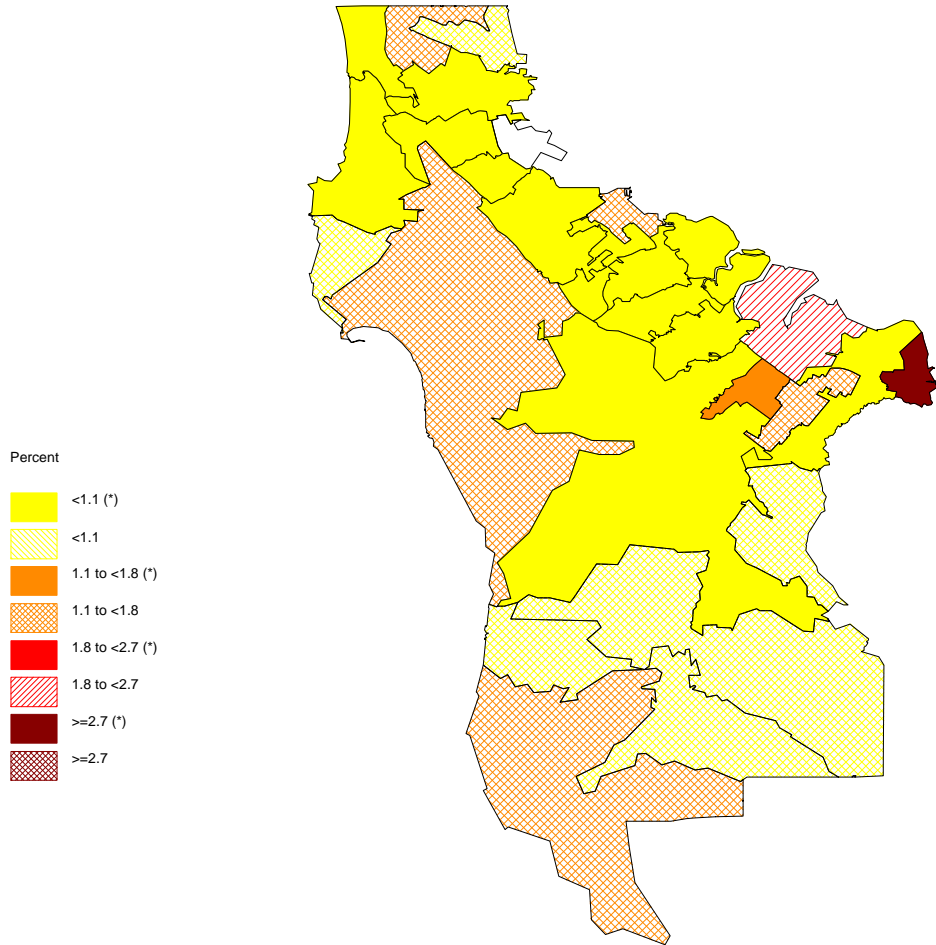 Percent
<1.1 (*)
<1.1
1.1 to <1.8 (*)
1.1 to <1.8
1.8 to <2.7 (*)
1.8 to <2.7
>=2.7 (*)
>=2.7